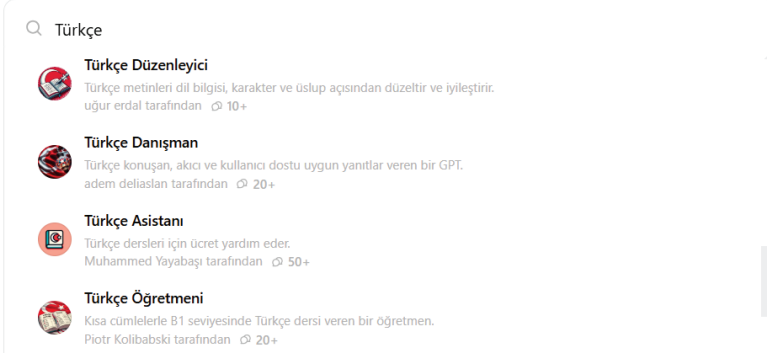 Türkçe
Türkçe Düzenleyici
Türkçe metinleri dil bilgisi, karakter ve üslup açısından düzeltir ve iyileştirir.
uğur erdal tarafından 10+
Türkçe Danışman
Türkçe konuşan, akıcı ve kullanıcı dostu uygun yanıtlar veren bir GPT.
adem deliaslan tarafından 20+
Türkçe Asistanı
Türkçe dersleri için ücret yardım eder.
Muhammed Yayabaşı tarafından 50+
Türkçe Öğretmeni
Kısa cümlelerle B1 seviyesinde Türkçe dersi veren bir öğretmen.
Piotr Kolibabski tarafından 20+